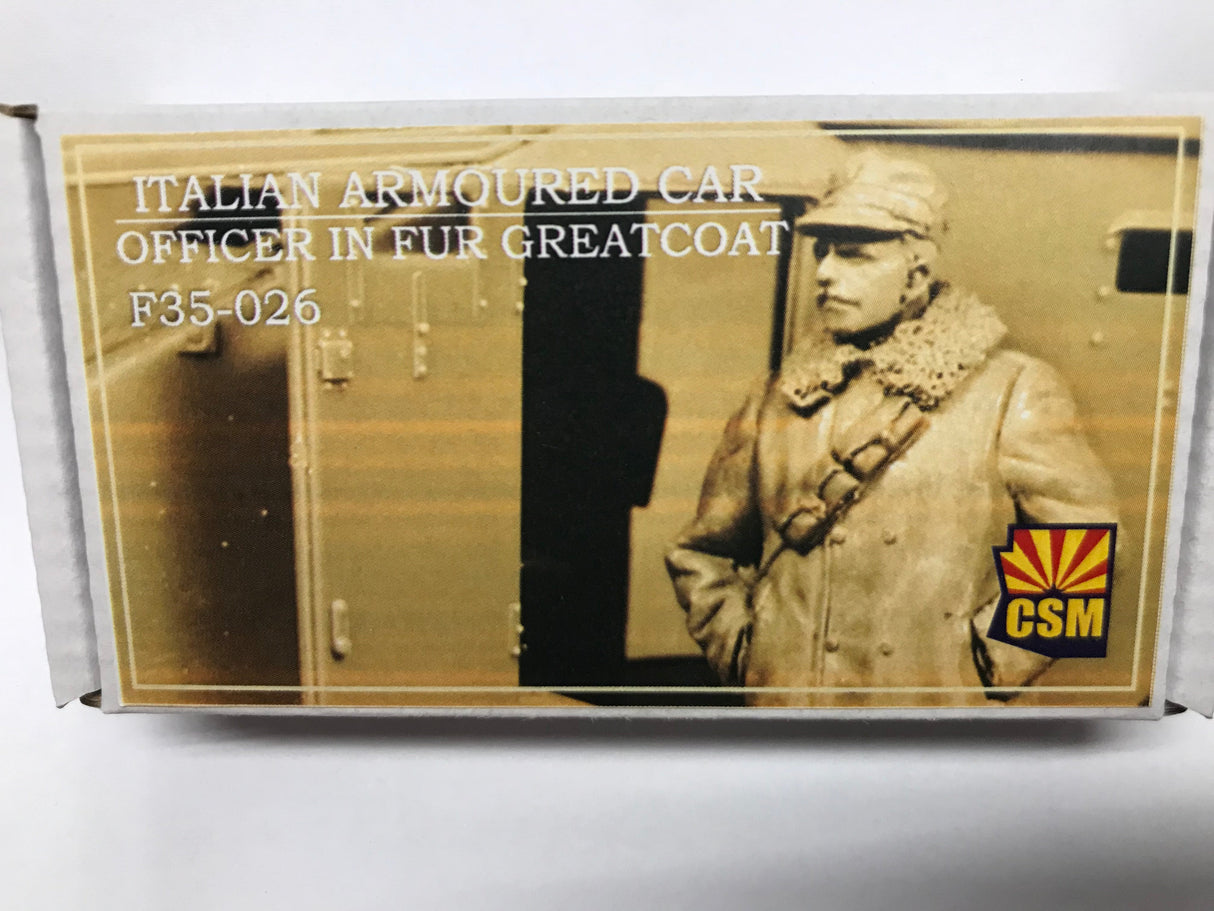 ITALIAN ARMOURED CAR
OFFICER IN FUR GREATCOAT
F35-026
CSM